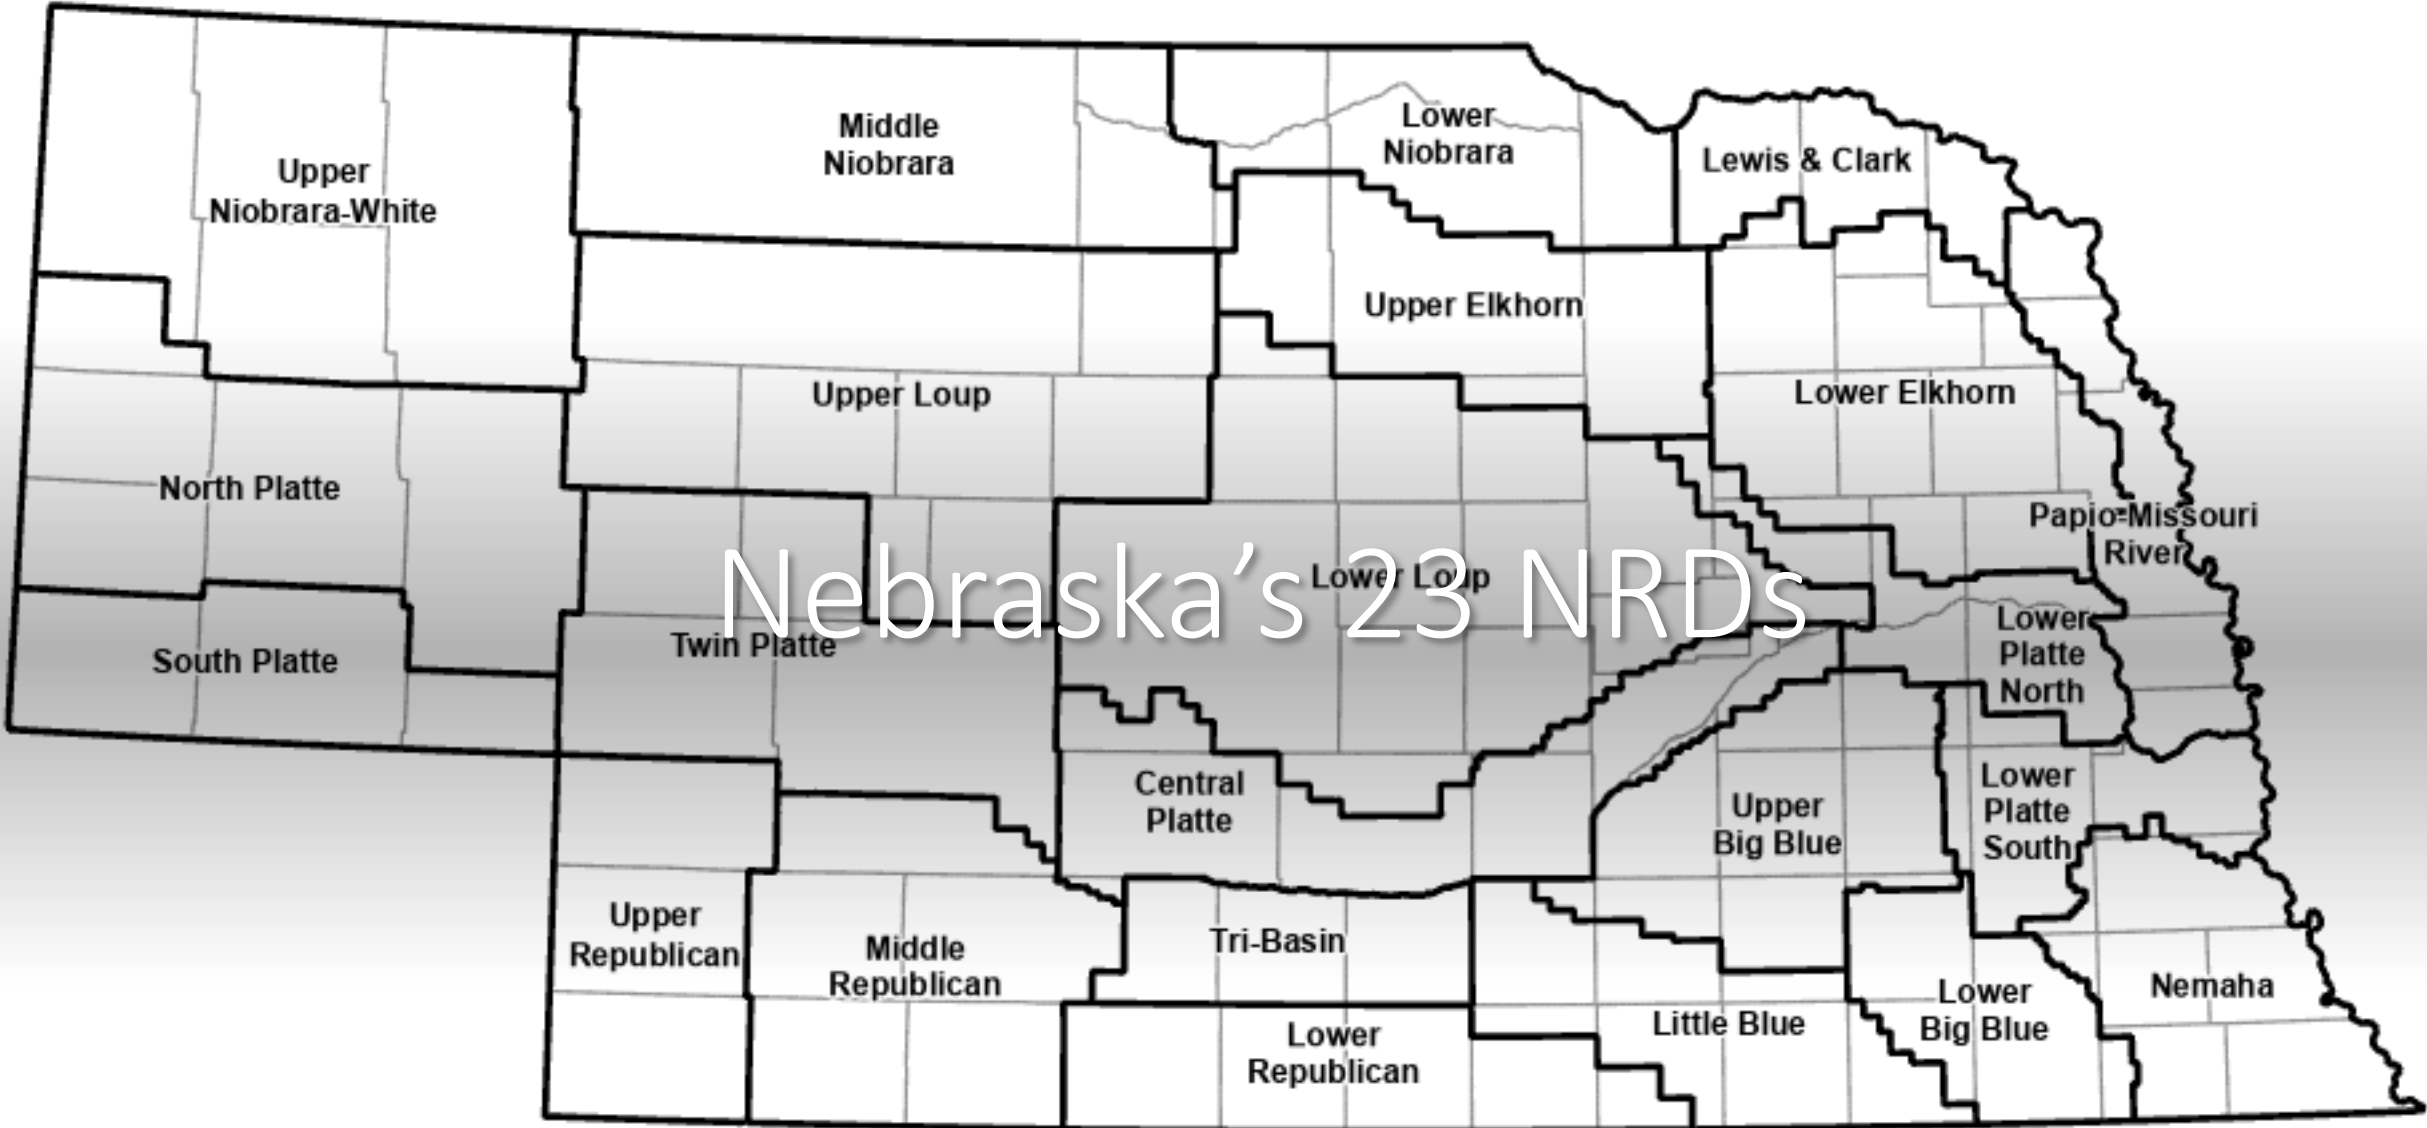 Middle
Niobrara
Lower
Niobrara
Lewis & Clark
Upper
Niobrara-White
Upper Elkhorn
Upper Loup
Lower Elkhorn
North Platte
Papio-Missouri
River
Nebraska’s 23 NRDs
Lower Loup
Twin Platte
South Platte
Lower
Platte
North
Central
Platte
Upper
Big Blue
Lower
Platte
South
Upper
Republican
Middle
Republican
Tri-Basin
Lower
Republican
Little Blue
Lower
Big Blue
Nemaha